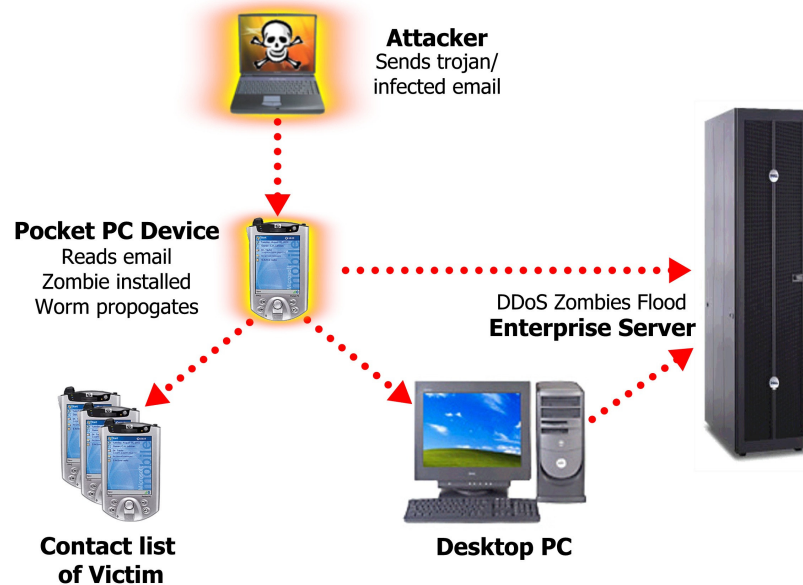 Attacker
Sends trojan/
infected email
Pocket PC Device
Reads email
Zombie installed
Worm propogates
DDoS Zombies Flood
Enterprise Server
mobile
Contact list
of Victim
Desktop PC